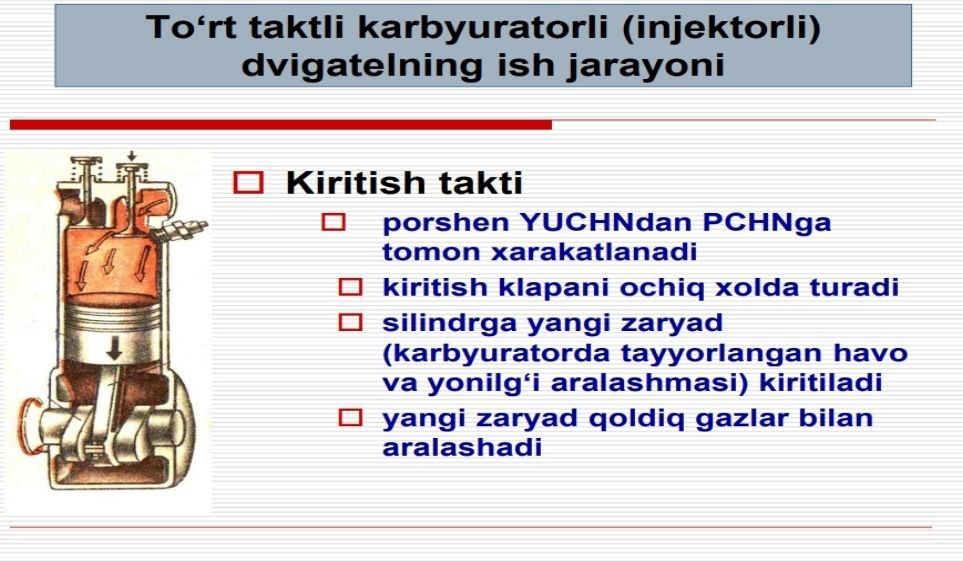 To‘rt taktli karbyuratorli (injektorli)
dvigatelning ish jarayoni
Kiritish takti
porshen YUCHNdan PCHNga
tomon xarakatlanadi
kiritish klapani ochiq xolda turadi
silindrga yangi zaryad
(karbyuratorda tayyorlangan havo
va yonilg‘i aralashmasi) kiritiladi
yangi zaryad qoldiq gazlar bilan
aralashadi